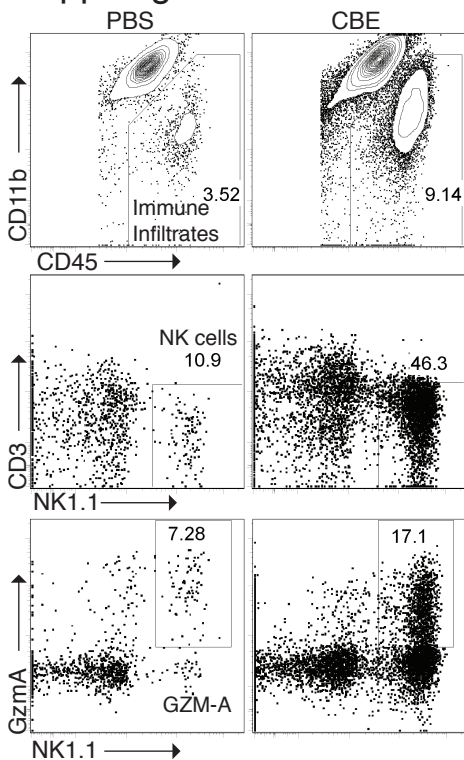 PBS CBE
CD11b
3.52
9.14
Immune
Infiltrates
CD45
CD3
NK cells
10.9
46.3
NK1.1
GzmA
7.28
17.1
GZM-A
NK1.1